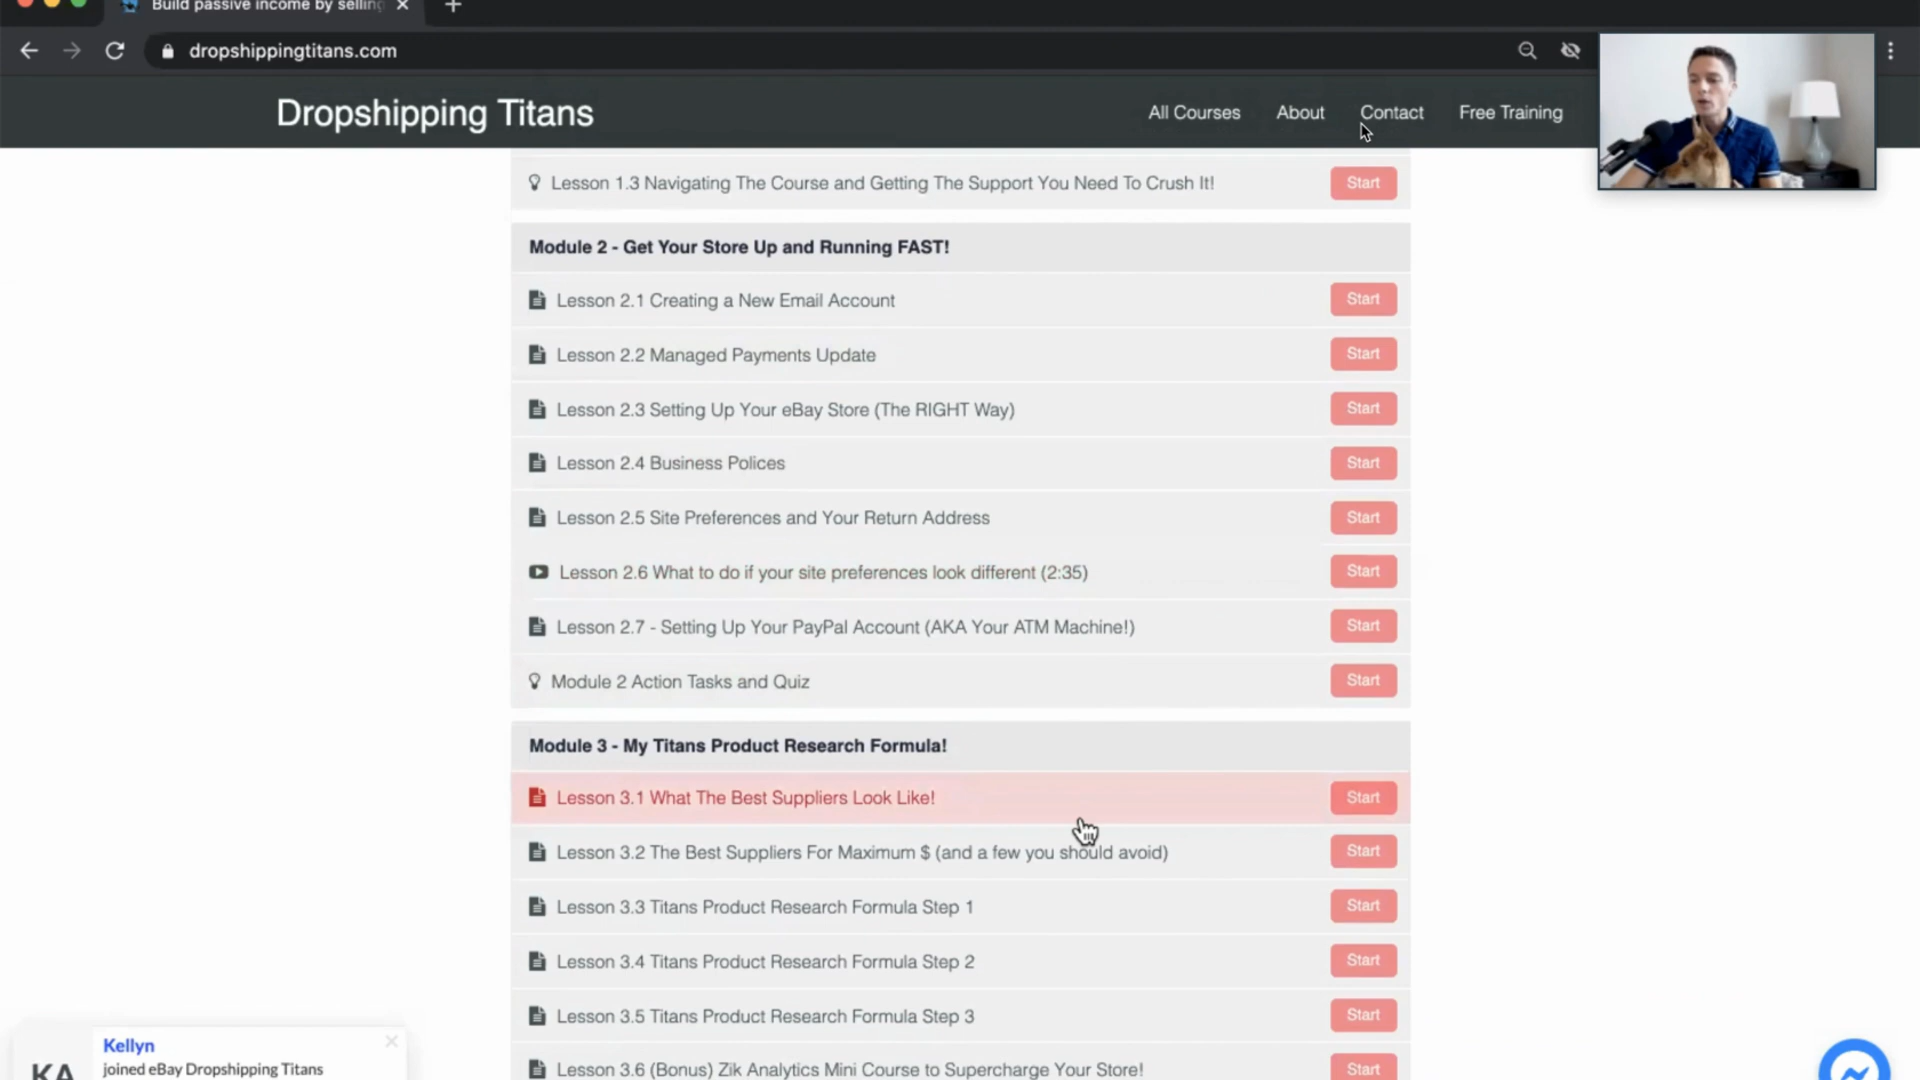 Build passive income by selling
dropshippingtitans.com
Dropshipping Titans
All Courses
About
Contact
Free Training
Lesson 1.3 Navigating The Course and Getting The Support You Need To Crush It!
Start
Module 2 - Get Your Store Up and Running FAST!
Lesson 2.1 Creating a New Email Account
Start
Lesson 2.2 Managed Payments Update
Start
Lesson 2.3 Setting Up Your eBay Store (The RIGHT Way)
Start
Lesson 2.4 Business Polices
Start
Lesson 2.5 Site Preferences and Your Return Address
Start
Lesson 2.6 What to do if your site preferences look different (2:35)
Start
Lesson 2.7 - Setting Up Your PayPal Account (AKA Your ATM Machine!)
Start
Module 2 Action Tasks and Quiz
Start
Module 3 - My Titans Product Research Formula!
Lesson 3.1 What The Best Suppliers Look Like!
Start
Lesson 3.2 The Best Suppliers For Maximum $ (and a few you should avoid)
Start
Lesson 3.3 Titans Product Research Formula Step 1
Start
Lesson 3.4 Titans Product Research Formula Step 2
Start
Lesson 3.5 Titans Product Research Formula Step 3
Start
Lesson 3.6 (Bonus) Zik Analytics Mini Course to Supercharge Your Store!
Start
KA
Kellyn
joined eBay Dropshipping Titans